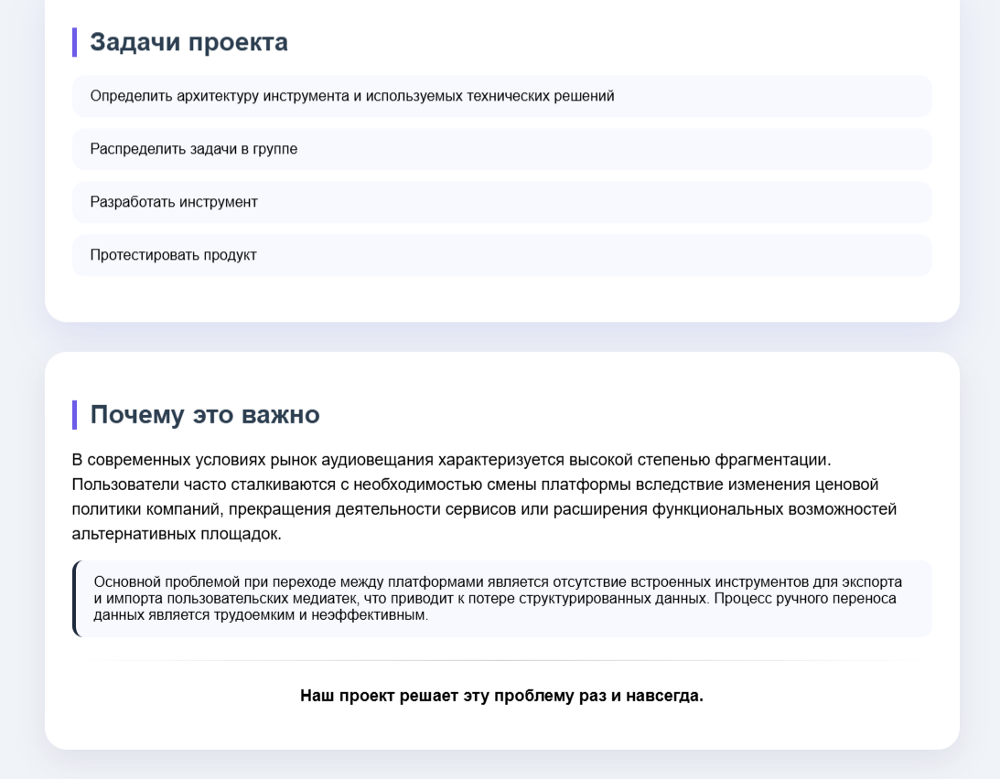 Задачи проекта
Определить архитектуру инструмента и используемых технических решений
Распределить задачи в группе
Разработать инструмент
Протестировать продукт
Почему это важно
В современных условиях рынок аудиовещания характеризуется высокой степенью фрагментации.
Пользователи часто сталкиваются с необходимостью смены платформы вследствие изменения ценовой
политики компаний, прекращения деятельности сервисов или расширения функциональных возможностей
альтернативных площадок.
Основной проблемой при переходе между платформами является отсутствие встроенных инструментов для экспорта
и импорта пользовательских медиатек, что приводит к потере структурированных данных. Процесс ручного переноса
данных является трудоемким и неэффективным.
Наш проект решает эту проблему раз и навсегда.